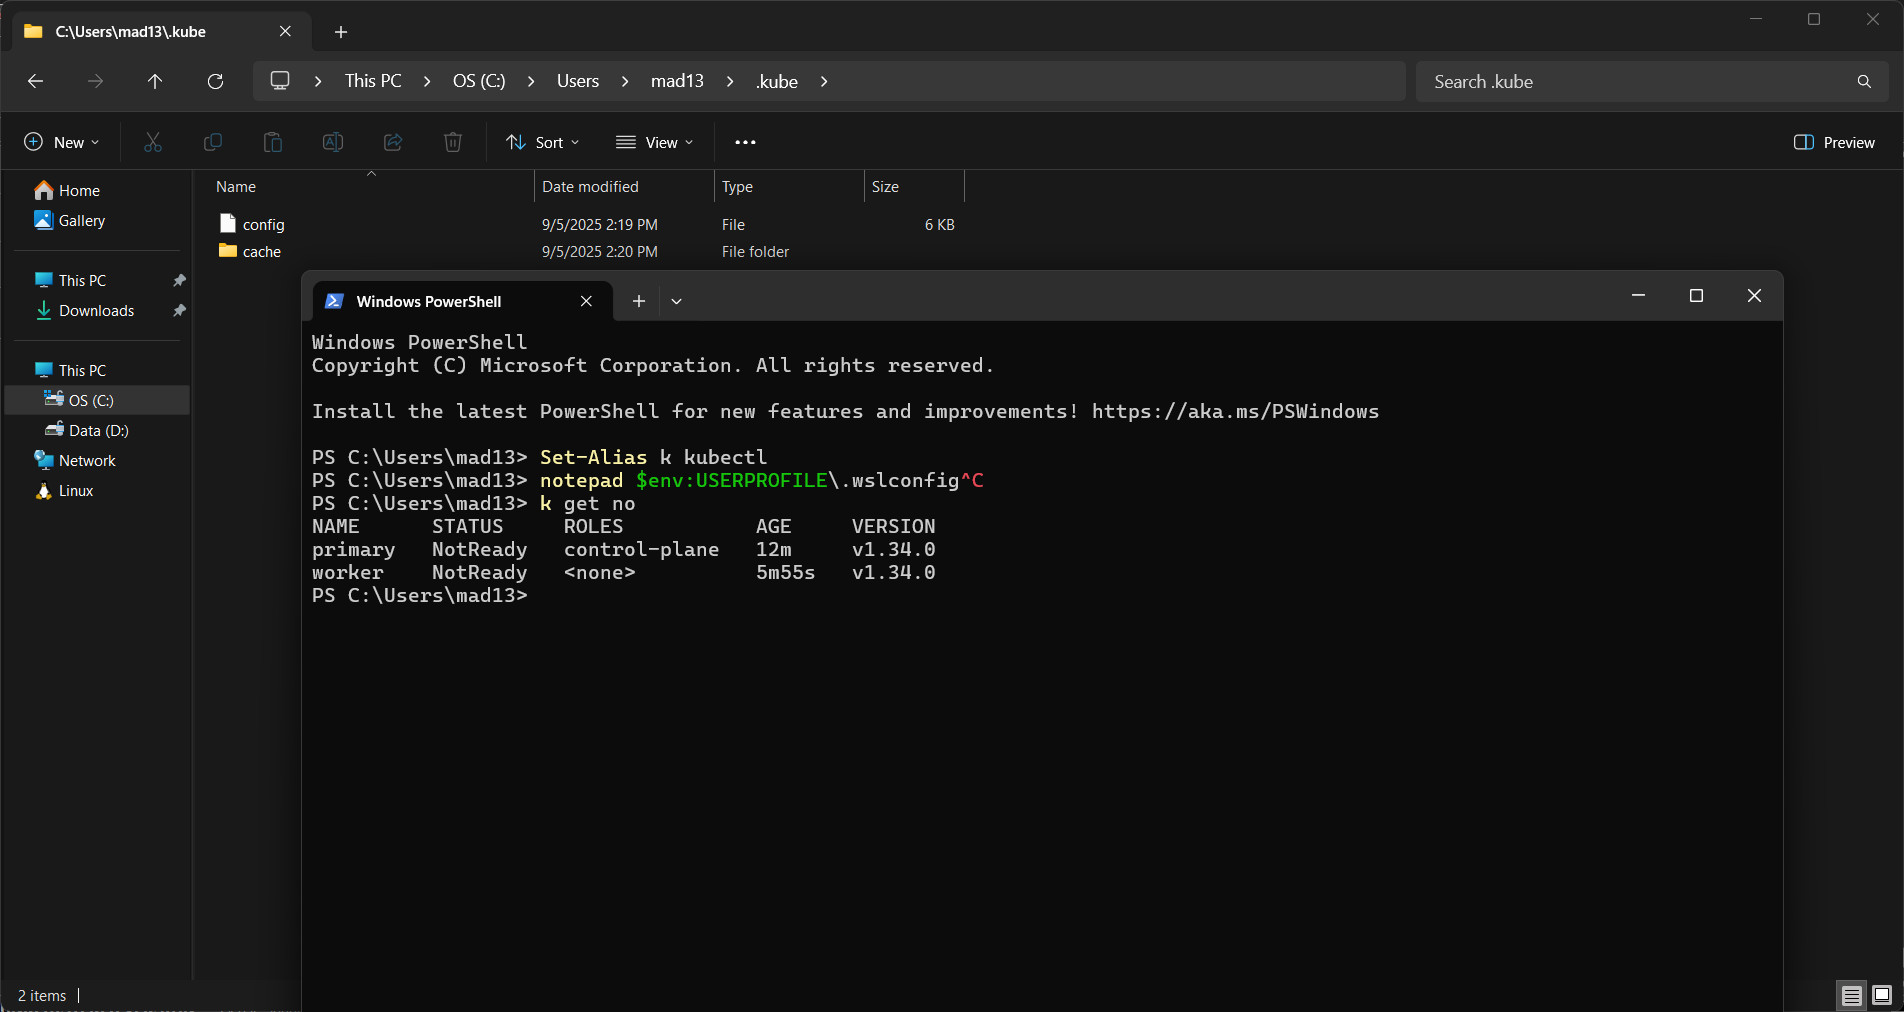 C:\Users\mad13\.kube
This PC
OS (C:)
Users
mad13
.kube
Search .kube
New
Sort
View
Preview
Home
Gallery
This PC
Downloads
This PC
OS (C:)
Data (D:)
Network
Linux
Name Date modified Type Size
config 9/5/2025 2:19 PM File 6 KB
cache 9/5/2025 2:20 PM File folder
Windows PowerShell
Windows PowerShell
Copyright (C) Microsoft Corporation. All rights reserved.
Install the latest PowerShell for new features and improvements! https://aka.ms/PSWindows
PS C:\Users\mad13> Set-Alias k kubectl
PS C:\Users\mad13> notepad $env:USERPROFILE\.wslconfig^C
PS C:\Users\mad13> k get no
NAME STATUS ROLES AGE VERSION
primary NotReady control-plane 12m v1.34.0
worker NotReady <none> 5m55s v1.34.0
PS C:\Users\mad13>
2 items